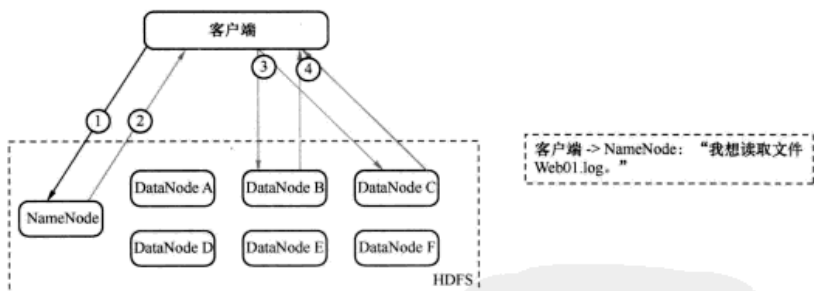 客户端
③
④
①
②
客户端 -> NameNode： “我想读取文件
Web01.log。”
DataNode A
DataNode B
DataNode C
NameNode
DataNode D
DataNode E
DataNode F
HDFS